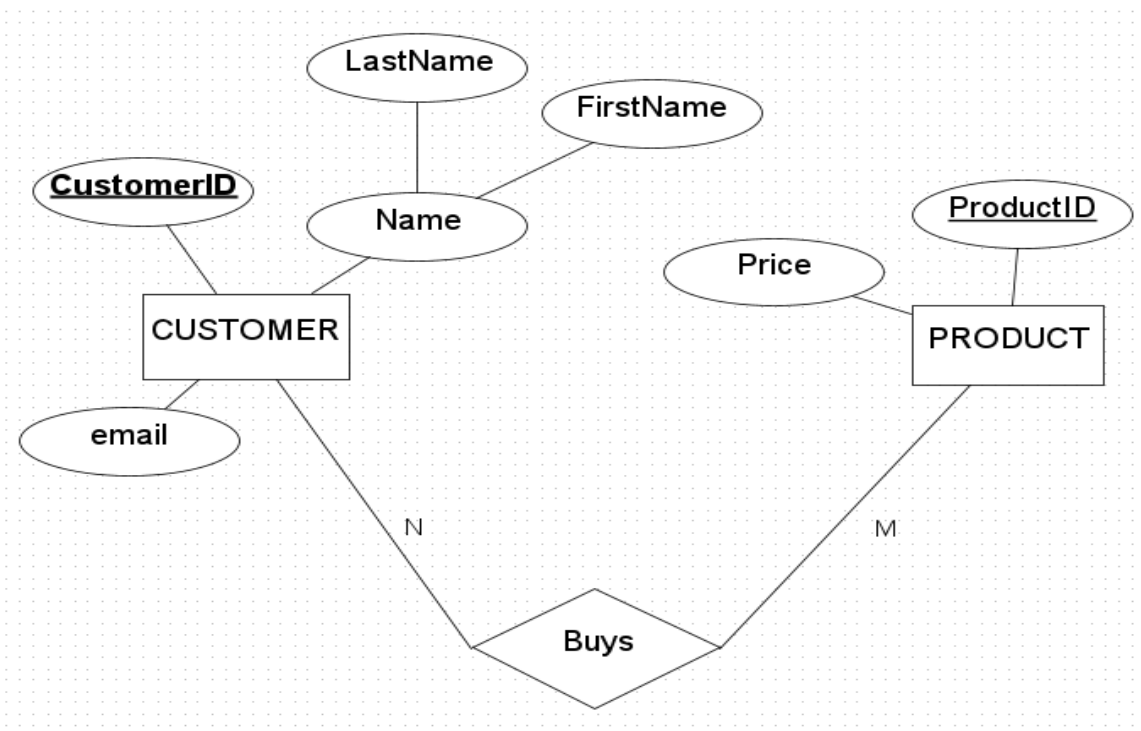 LastName
FirstName
CustomerID
Name
ProductID
Price
CUSTOMER
PRODUCT
email
N
M
Buys